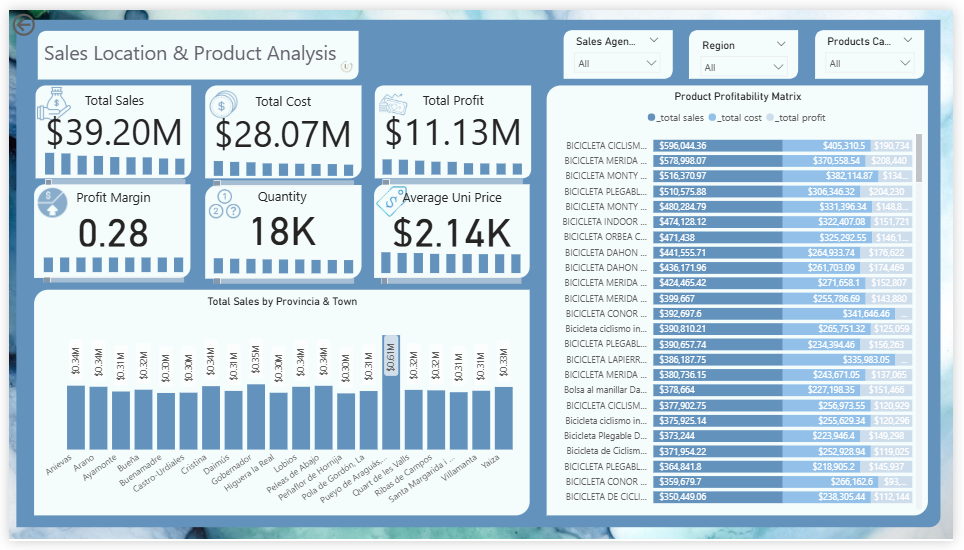 Sales Location & Product Analysis
Sales Agen...
All
Region
All
Products Ca...
All
Total Sales
$39.20M
Total Cost
$28.07M
Total Profit
$11.13M
Profit Margin
0.28
Quantity
18K
Average Uni Price
$2.14K
Total Sales by Provincia & Town
$0.34M $0.34M $0.31M $0.32M $0.30M $0.30M $0.34M $0.31M $0.35M $0.30M $0.34M $0.34M $0.30M $0.31M $0.61M $0.32M $0.32M $0.31M $0.31M $0.33M
Anievas
Arano
Ayamonte
Bueña
Buenamadre
Castro-Urdiales
Cristina
Daimús
Gobernador
Higuera la Real
Lobios
Peleas de Abajo
Peñaflor de Hornija
Pola de Gordón, La
Pueyo de Araguás,...
Quart de les Valls
Ribas de Campos
Santa Margarida i...
Villamanta
Yaiza
Product Profitability Matrix
_total sales _total cost _total profit
BICICLETA CICLISM... $596,044.36 $405,310.5 $190,734
BICICLETA MERIDA ... $578,998.07 $370,558.54 $208,440
BICICLETA MONTY ... $516,370.97 $382,114.87 $134...
BICICLETA PLEGABL... $510,575.88 $306,346.32 $204,230
BICICLETA MONTY ... $480,284.79 $331,396.34 $148,8...
BICICLETA INDOOR ... $474,128.12 $322,407.08 $151,721
BICICLETA ORBEA C... $471,438 $325,292.55 $146,1...
BICICLETA DAHON ... $441,555.71 $264,933.74 $176,622
BICICLETA DAHON ... $436,171.96 $261,703.09 $174,469
BICICLETA MERIDA ... $424,465.42 $271,658.1 $152,807
BICICLETA MERIDA ... $399,667 $255,786.69 $143,880
BICICLETA CONOR ... $392,697.6 $341,646.46 ...
Bicicleta ciclismo in... $390,810.21 $265,751.32 $125,059
BICICLETA PLEGABL... $390,657.74 $234,394.46 $156,263
BICICLETA LAPIERR... $386,187.75 $335,983.05 ...
BICICLETA MERIDA ... $380,736.15 $243,671.05 $137,065
Bolsa al manillar Da... $378,664 $227,198.35 $151,466
BICICLETA CICLISM... $377,902.75 $256,973.55 $120,929
Bicicleta ciclismo in... $375,925.14 $255,629.34 $120,296
Bicicleta Plegable D... $373,244 $223,946.4 $149,298
Bicicleta de Ciclism... $371,954.22 $252,928.94 $119,025
BICICLETA PLEGABL... $364,841.8 $218,905.2 $145,937
BICICLETA CONOR ... $359,679.7 $266,162.6 $93,...
BICICLETA DE CICLI... $350,449.06 $238,305.44 $112,144